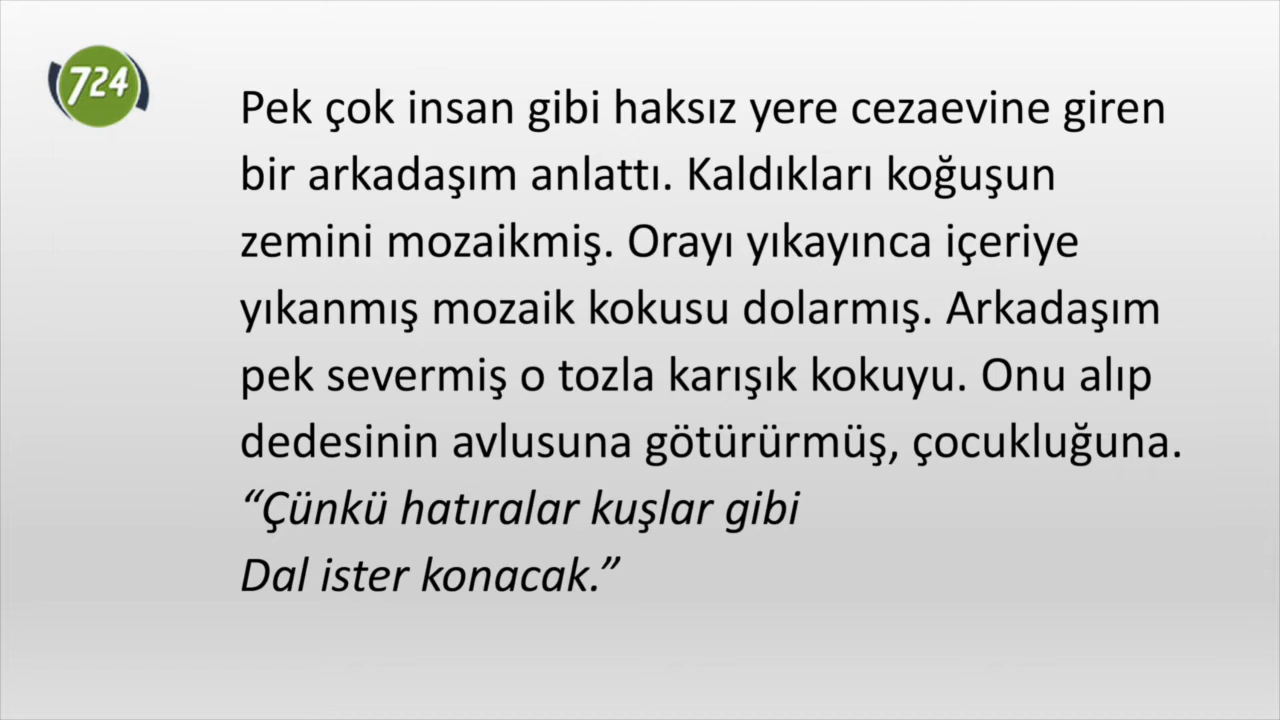 724
Pek çok insan gibi haksız yere cezaevine giren
bir arkadaşım anlattı. Kaldıkları koğuşun
zemini mozaikmiş. Orayı yıkayınca içeriye
yıkanmış mozaik kokusu dolarmış. Arkadaşım
pek severmiş o tozla karışık kokuyu. Onu alıp
dedesinin avlusuna götürürmüş, çocukluğuna.
“Çünkü hatıralar kuşlar gibi
Dal ister konacak.”